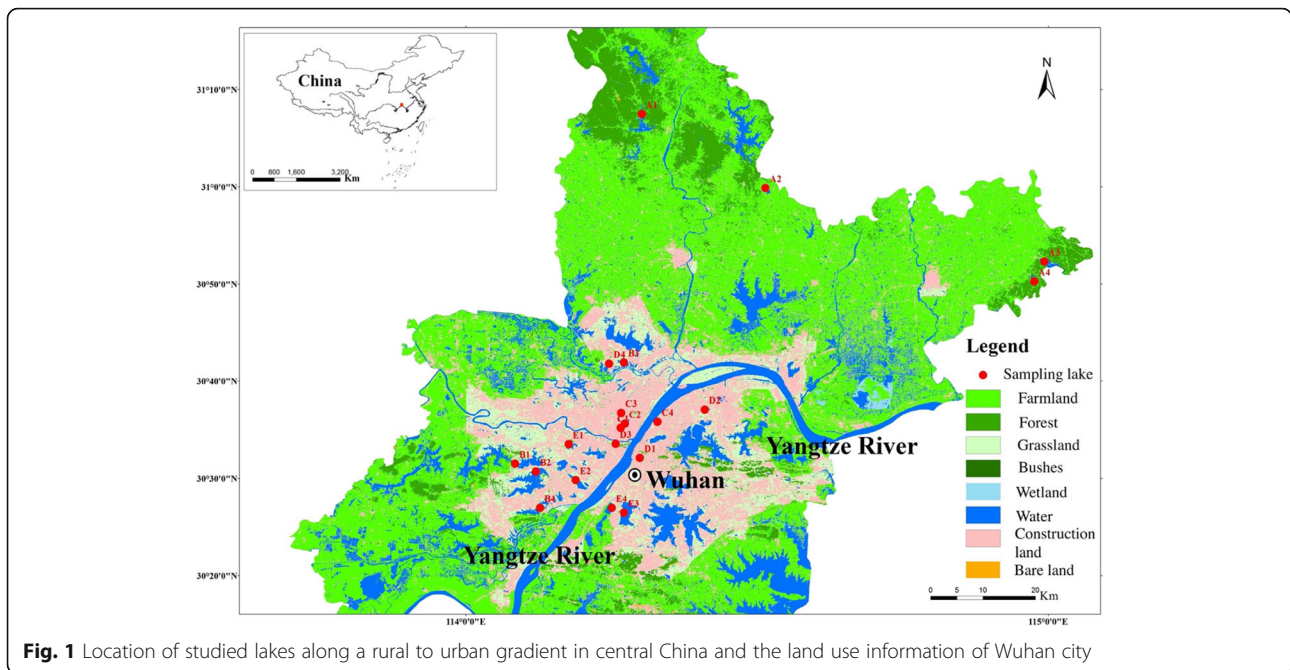 China
0 800 1,600 3,200
Km
N
31°10'0"N
31°0'0"N
30°50'0"N
30°40'0"N
30°30'0"N
30°20'0"N
114°0'0"E
115°0'0"E
A1
A2
A3
A4
D4
B3
C3
C2
C4
D2
D3
E1
D1
B1
B2
E2
B4
E4
E3
Wuhan
Yangtze River
Yangtze River
Legend
Sampling lake
Farmland
Forest
Grassland
Bushes
Wetland
Water
Construction
land
Bare land
0 5 10 20
Km
Fig. 1 Location of studied lakes along a rural to urban gradient in central China and the land use information of Wuhan city